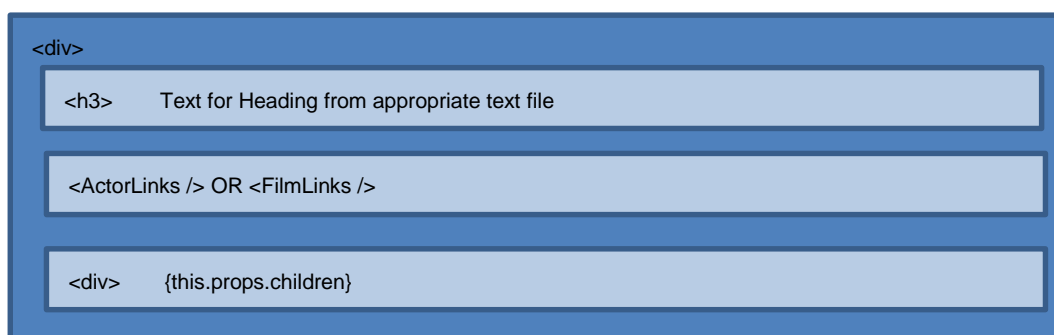 <div>
<h3> Text for Heading from appropriate text file
<ActorLinks /> OR <FilmLinks />
<div> {this.props.children}